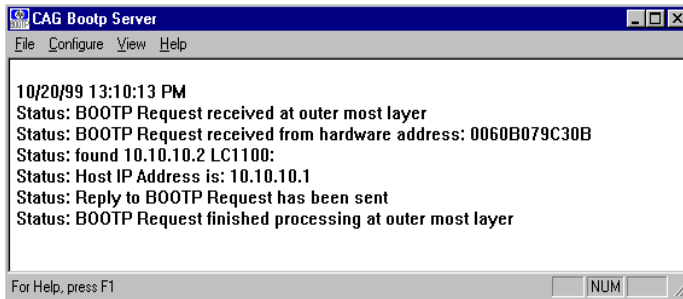 CAG Bootp Server
File Configure View Help
10/20/99 13:10:13 PM
Status: BOOTP Request received at outer most layer
Status: BOOTP Request received from hardware address: 0060B079C30B
Status: found 10.10.10.2 LC1100:
Status: Host IP Address is: 10.10.10.1
Status: Reply to BOOTP Request has been sent
Status: BOOTP Request finished processing at outer most layer
For Help, press F1
NUM